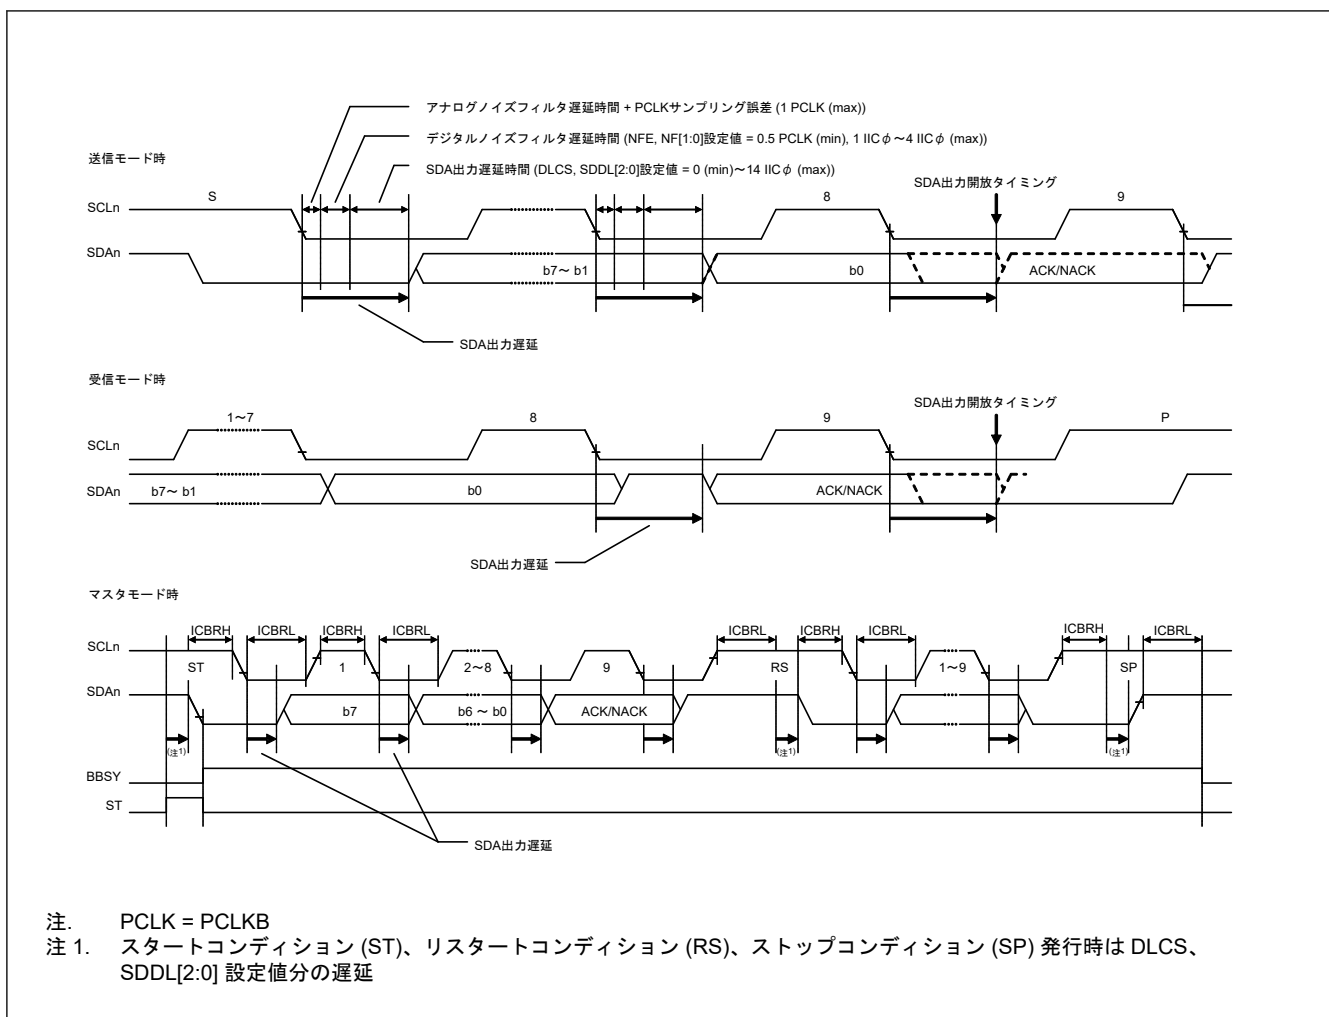 アナログノイズフィルタ遅延時間 + PCLKサンプリング誤差 (1 PCLK (max))
デジタルノイズフィルタ遅延時間 (NFE, NF[1:0]設定値 = 0.5 PCLK (min), 1 IICφ～4 IICφ (max))
送信モード時
SDA出力遅延時間 (DLCS, SDDL[2:0]設定値 = 0 (min)～14 IICφ (max))
SDA出力開放タイミング
S 8 9
SCLn
SDAn
b7～ b1 b0 ACK/NACK
SDA出力遅延
受信モード時
SDA出力開放タイミング
1～7 8 9 P
SCLn
SDAn b7～ b1 b0 ACK/NACK
SDA出力遅延
マスタモード時
ICBRH ICBRL ICBRH ICBRL ICBRL ICBRH ICBRL ICBRH ICBRL
SCLn
ST 1 2～8 9 RS 1～9 SP
SDAn
b7 b6 ～ b0 ACK/NACK
(注1) (注1) (注1)
BBSY
ST
SDA出力遅延
注. PCLK = PCLKB
注 1. スタートコンディション (ST)、リスタートコンディション (RS)、ストップコンディション (SP) 発行時は DLCS、
SDDL[2:0] 設定値分の遅延